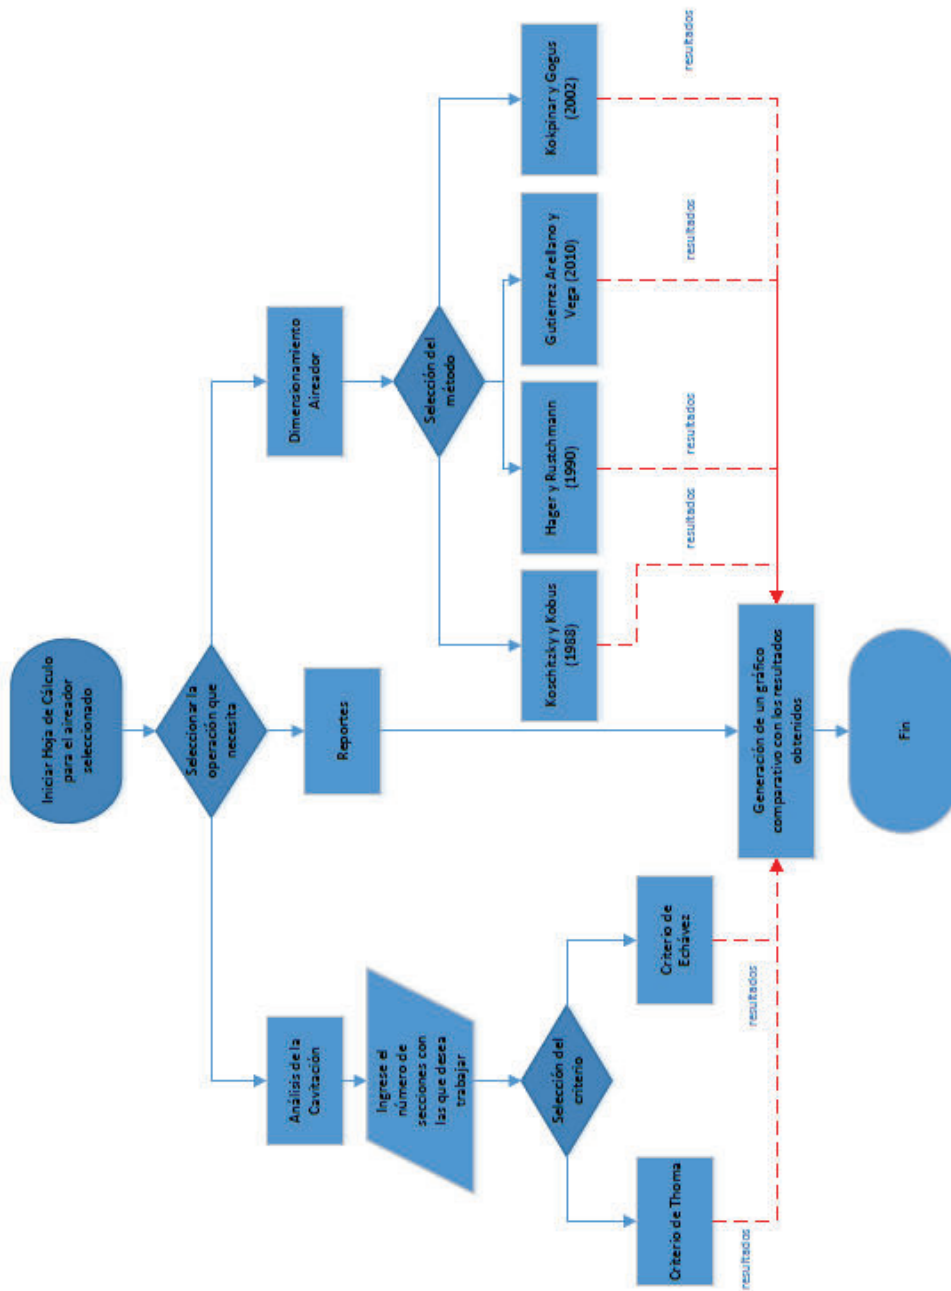 Iniciar Hoja de Cálculo
para el aireador
seleccionado
Seleccionar la
operación que
necesita
Análisis de la
Cavitación
Reportes
Dimensionamiento
Aireador
Ingrese el
número de
secciones con
las que desea
trabajar
Selección del
criterio
Selección del
método
Criterio de Thoma
Criterio de
Echávez
Koschitzky y Kobus
(1988)
Hager y Rustchmann
(1990)
Gutierrez Arellano y
Vega (2010)
Kokpinar y Gogus
(2002)
resultados
resultados
resultados
resultados
resultados
resultados
Generación de un gráfico
comparativo con los resultados
obtenidos
Fin